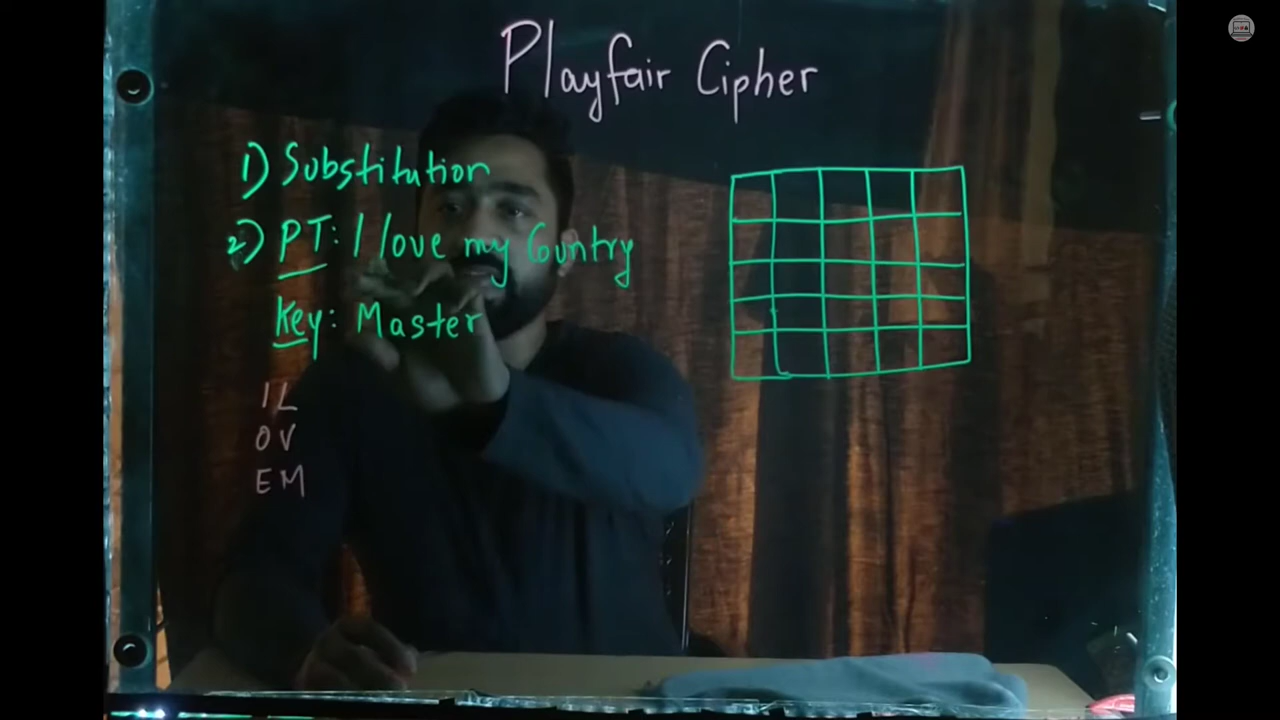 Playfair Cipher
1) Substitution
2) PT: I love my Country
Key: Master
IL
OV
EM